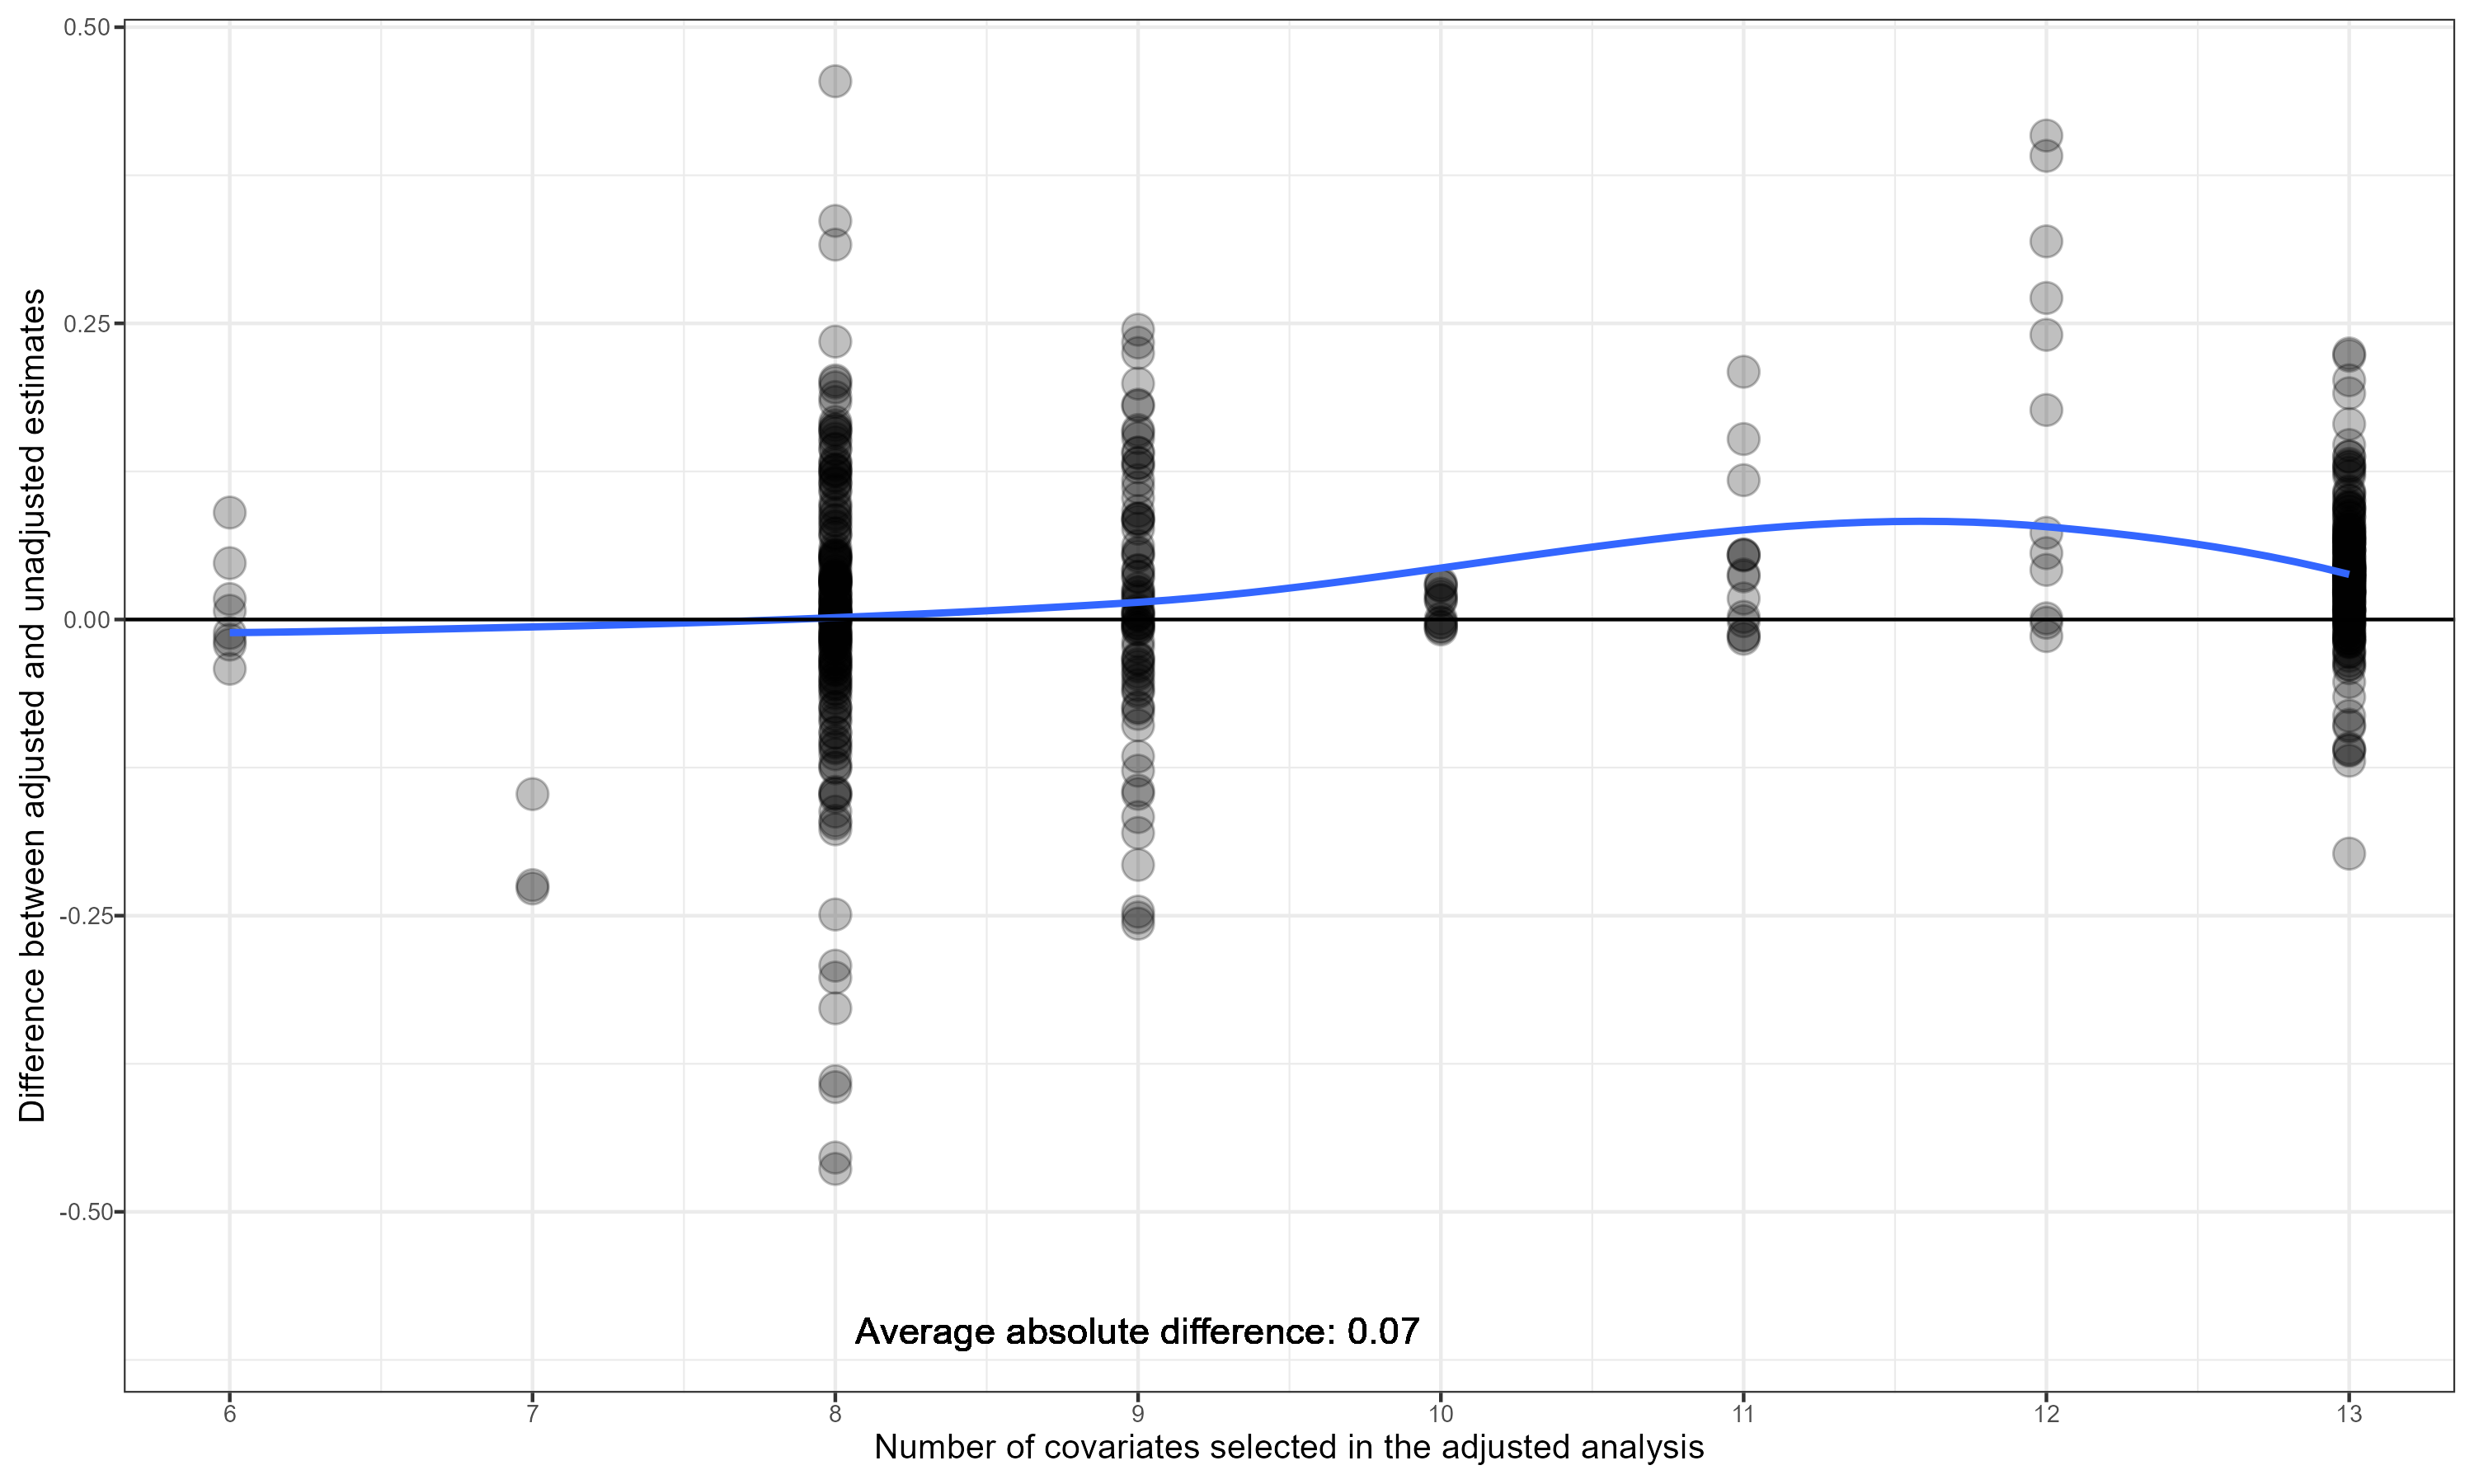 Difference between adjusted and unadjusted estimates
0.50
0.25
0.00
-0.25
-0.50
Average absolute difference: 0.07
6 7 8 9 10 11 12 13
Number of covariates selected in the adjusted analysis